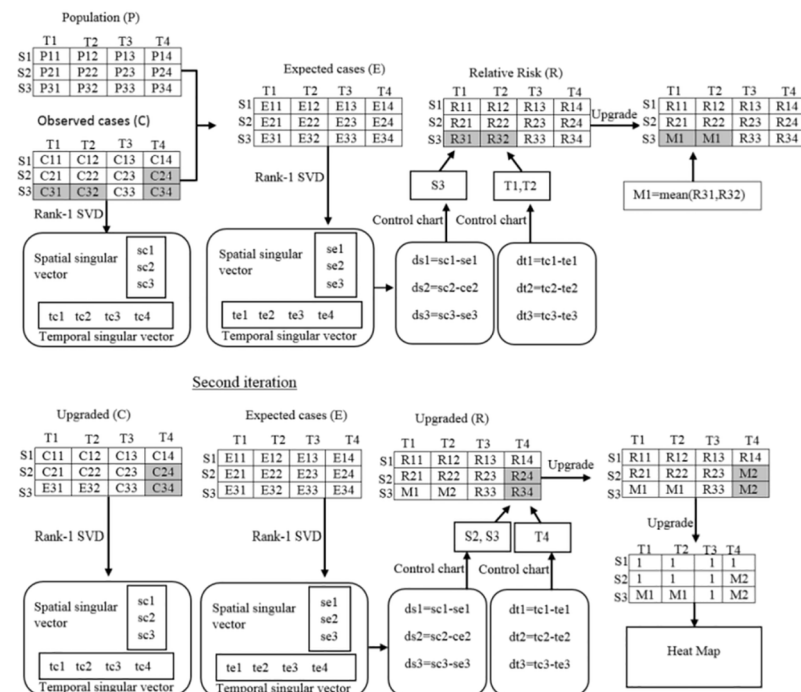 Population (P)
T1 T2 T3 T4
S1 P11 P12 P13 P14
S2 P21 P22 P23 P24
S3 P31 P32 P33 P34
Observed cases (C)
T1 T2 T3 T4
S1 C11 C12 C13 C14
S2 C21 C22 C23 C24
S3 C31 C32 C33 C34
Rank-1 SVD
Spatial singular
vector
sc1
sc2
sc3
tc1 tc2 tc3 tc4
Temporal singular vector
Expected cases (E)
T1 T2 T3 T4
S1 E11 E12 E13 E14
S2 E21 E22 E23 E24
S3 E31 E32 E33 E34
Rank-1 SVD
Spatial singular
vector
se1
se2
se3
te1 te2 te3 te4
Temporal singular vector
Relative Risk (R)
T1 T2 T3 T4
S1 R11 R12 R13 R14
S2 R21 R22 R23 R24
S3 R31 R32 R33 R34
S3
T1,T2
Control chart
Control chart
ds1=sc1-se1
ds2=sc2-ce2
ds3=sc3-se3
dt1=tc1-te1
dt2=tc2-te2
dt3=tc3-te3
Upgrade
T1 T2 T3 T4
S1 R11 R12 R13 R14
S2 R21 R22 R23 R24
S3 M1 M1 R33 R34
M1=mean(R31,R32)
Second iteration
Upgraded (C)
T1 T2 T3 T4
S1 C11 C12 C13 C14
S2 C21 C22 C23 C24
S3 E31 E32 C33 C34
Rank-1 SVD
Spatial singular
vector
sc1
sc2
sc3
tc1 tc2 tc3 tc4
Temporal singular vector
Expected cases (E)
T1 T2 T3 T4
S1 E11 E12 E13 E14
S2 E21 E22 E23 E24
S3 E31 E32 E33 E34
Rank-1 SVD
Spatial singular
vector
se1
se2
se3
te1 te2 te3 te4
Temporal singular vector
Upgraded (R)
T1 T2 T3 T4
S1 R11 R12 R13 R14
S2 R21 R22 R23 R24
S3 M1 M2 R33 R34
S2, S3
T4
Control chart
Control chart
ds1=sc1-se1
ds2=sc2-ce2
ds3=sc3-se3
dt1=tc1-te1
dt2=tc2-te2
dt3=tc3-te3
Upgrade
T1 T2 T3 T4
S1 R11 R12 R13 R14
S2 R21 R22 R23 M2
S3 M1 M1 R33 M2
Upgrade
T1 T2 T3 T4
S1 1 1 1 1
S2 1 1 1 M2
S3 M1 M1 1 M2
Heat Map